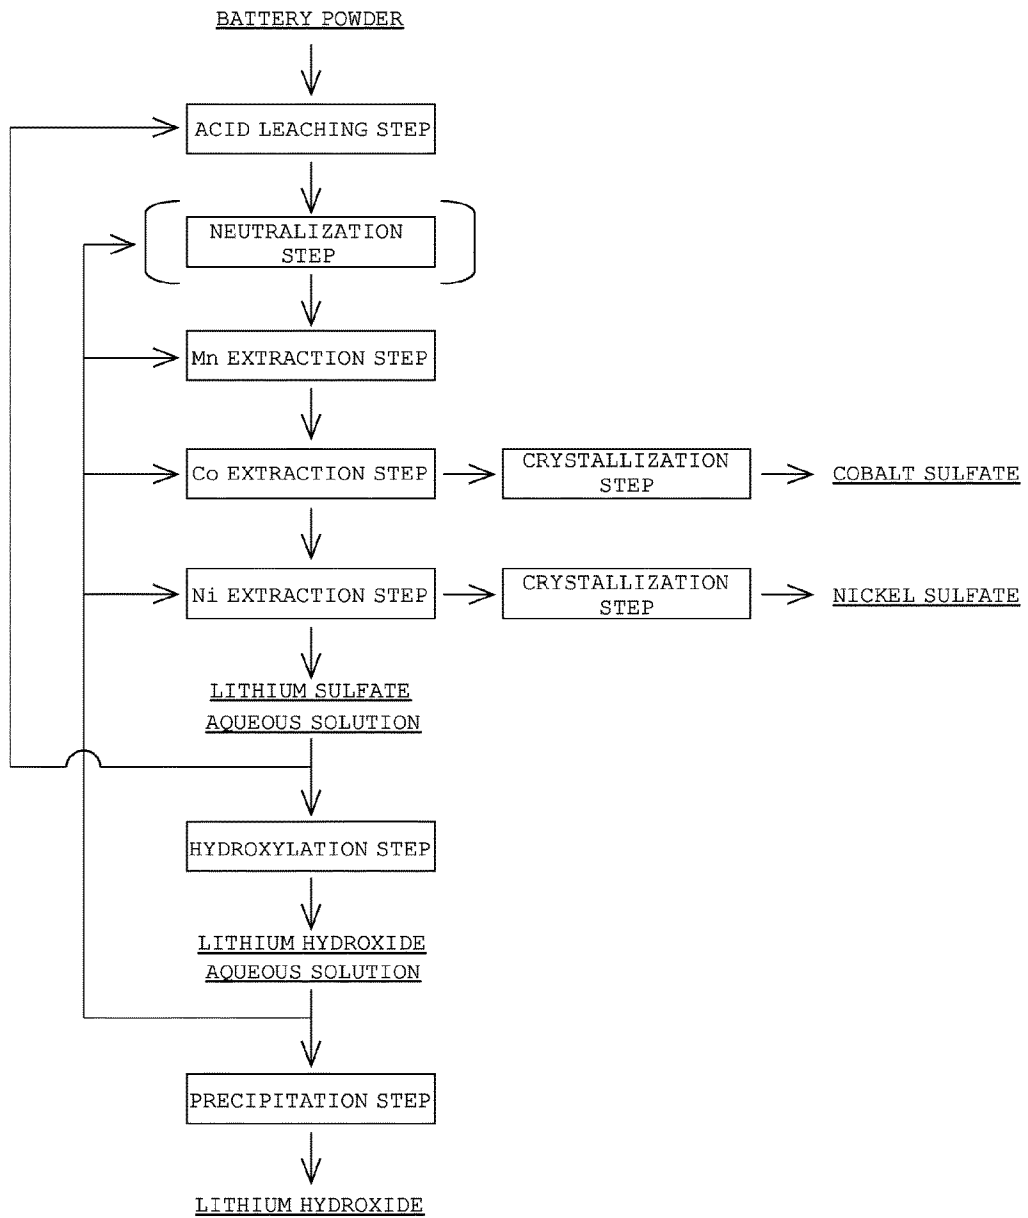 BATTERY POWDER
ACID LEACHING STEP
NEUTRALIZATION
STEP
Mn EXTRACTION STEP
Co EXTRACTION STEP
CRYSTALLIZATION
STEP
COBALT SULFATE
Ni EXTRACTION STEP
CRYSTALLIZATION
STEP
NICKEL SULFATE
LITHIUM SULFATE
AQUEOUS SOLUTION
HYDROXYLATION STEP
LITHIUM HYDROXIDE
AQUEOUS SOLUTION
PRECIPITATION STEP
LITHIUM HYDROXIDE